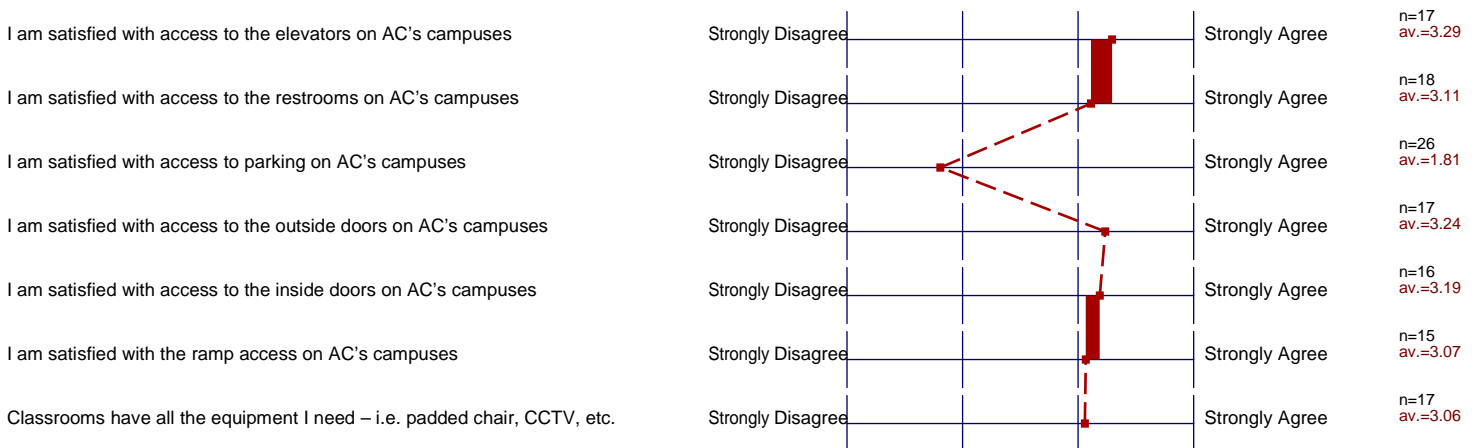 I am satisfied with access to the elevators on AC's campuses Strongly Disagree Strongly Agree n=17
av.=3.29
I am satisfied with access to the restrooms on AC's campuses Strongly Disagree Strongly Agree n=18
av.=3.11
I am satisfied with access to parking on AC's campuses Strongly Disagree Strongly Agree n=26
av.=1.81
I am satisfied with access to the outside doors on AC's campuses Strongly Disagree Strongly Agree n=17
av.=3.24
I am satisfied with access to the inside doors on AC's campuses Strongly Disagree Strongly Agree n=16
av.=3.19
I am satisfied with the ramp access on AC's campuses Strongly Disagree Strongly Agree n=15
av.=3.07
Classrooms have all the equipment I need – i.e. padded chair, CCTV, etc. Strongly Disagree Strongly Agree n=17
av.=3.06